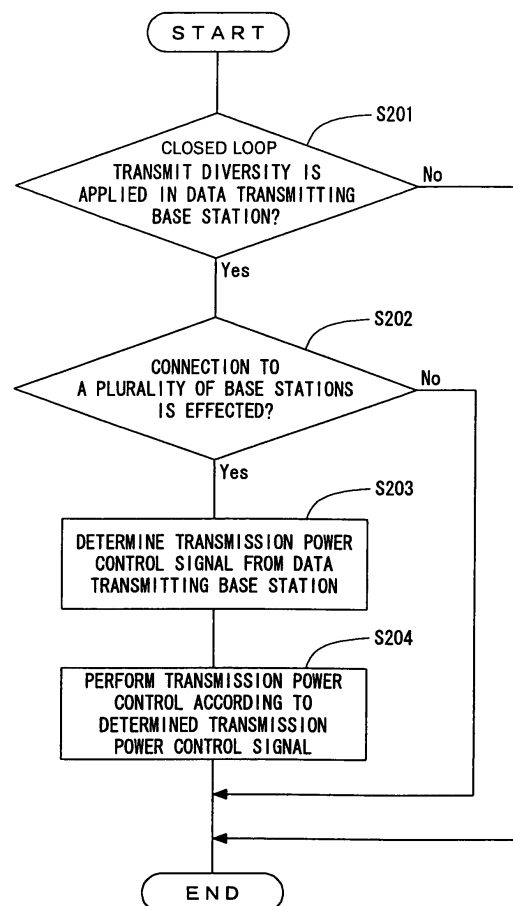 START
S201
CLOSED LOOP
TRANSMIT DIVERSITY IS
APPLIED IN DATA TRANSMITTING
BASE STATION?
No
Yes
S202
CONNECTION TO
A PLURALITY OF BASE STATIONS
IS EFFECTED?
No
Yes
S203
DETERMINE TRANSMISSION POWER
CONTROL SIGNAL FROM DATA
TRANSMITTING BASE STATION
S204
PERFORM TRANSMISSION POWER
CONTROL ACCORDING TO
DETERMINED TRANSMISSION
POWER CONTROL SIGNAL
END